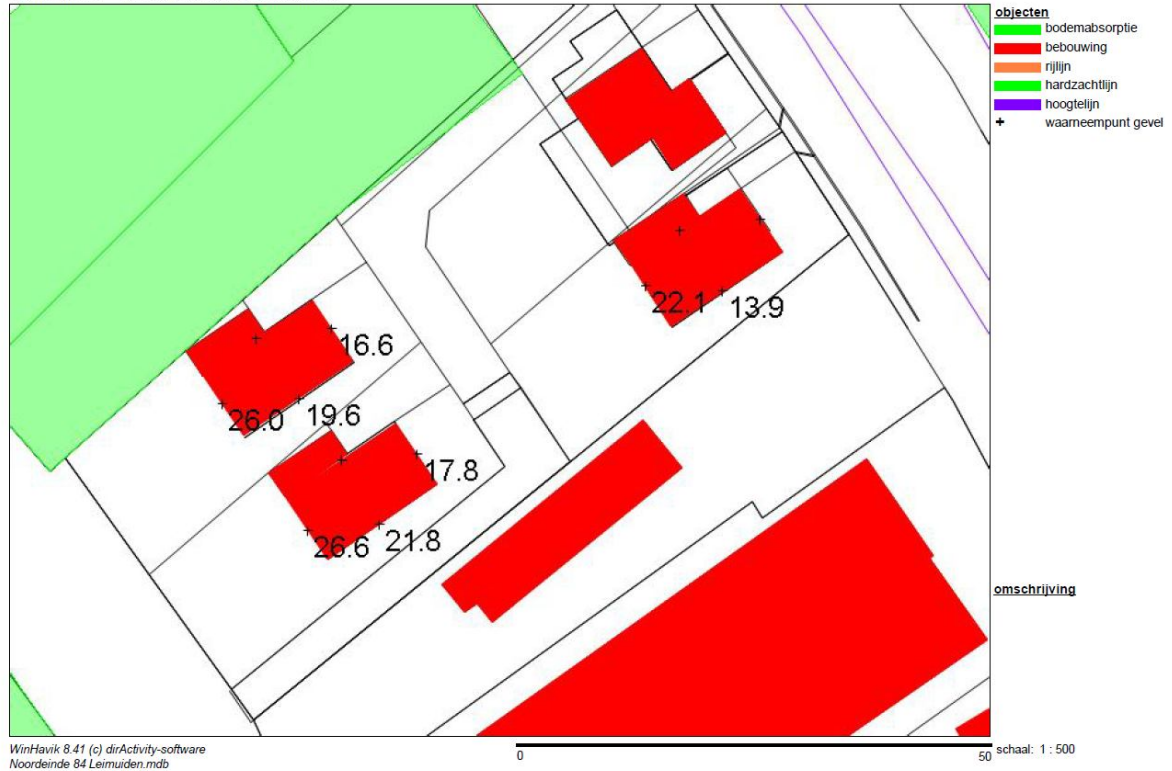 objecten
bodemabsorptie
bebouwing
rijlijn
hardzachtlijn
hoogtelijn
+ waarneempunt gevel
22.1
13.9
16.6
26.0
19.6
17.8
26.6
21.8
omschrijving
WinHavik 8.41 (c) dirActivity-software
Noordeinde 84 Leimuiden.mdb
0
50
schaal: 1 : 500